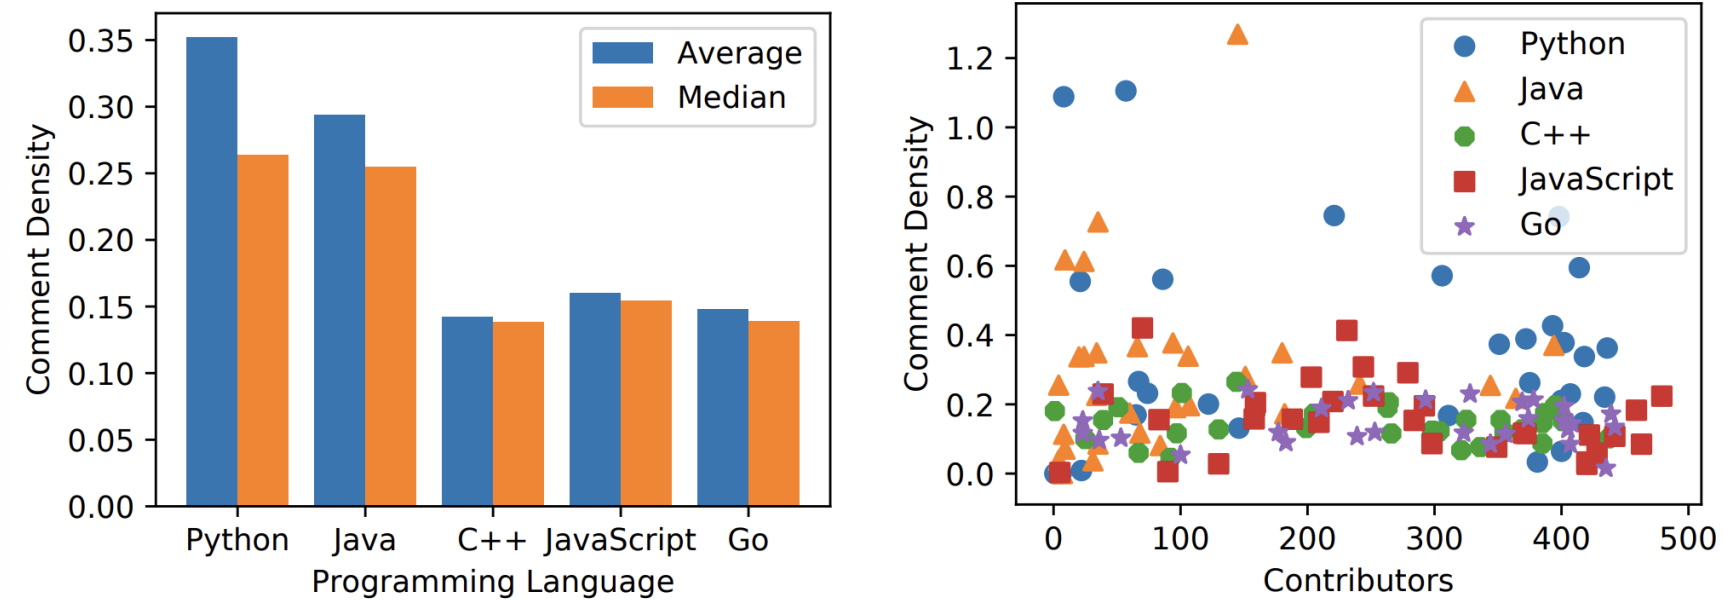 Comment Density
0.35
0.30
0.25
0.20
0.15
0.10
0.05
0.00
Average
Median
Python Java C++ JavaScript Go
Programming Language
Comment Density
1.2
1.0
0.8
0.6
0.4
0.2
0.0
Python
Java
C++
JavaScript
Go
0 100 200 300 400 500
Contributors